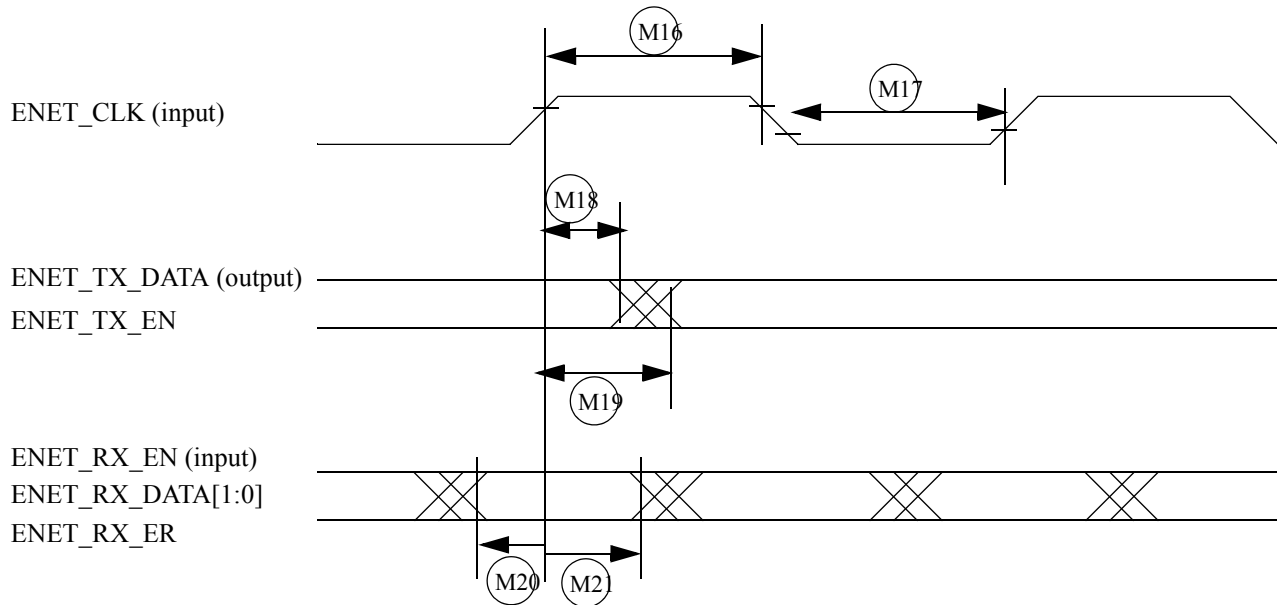 M16
M17
ENET_CLK (input)
M18
ENET_TX_DATA (output)
ENET_TX_EN
M19
ENET_RX_EN (input)
ENET_RX_DATA[1:0]
ENET_RX_ER
M20
M21